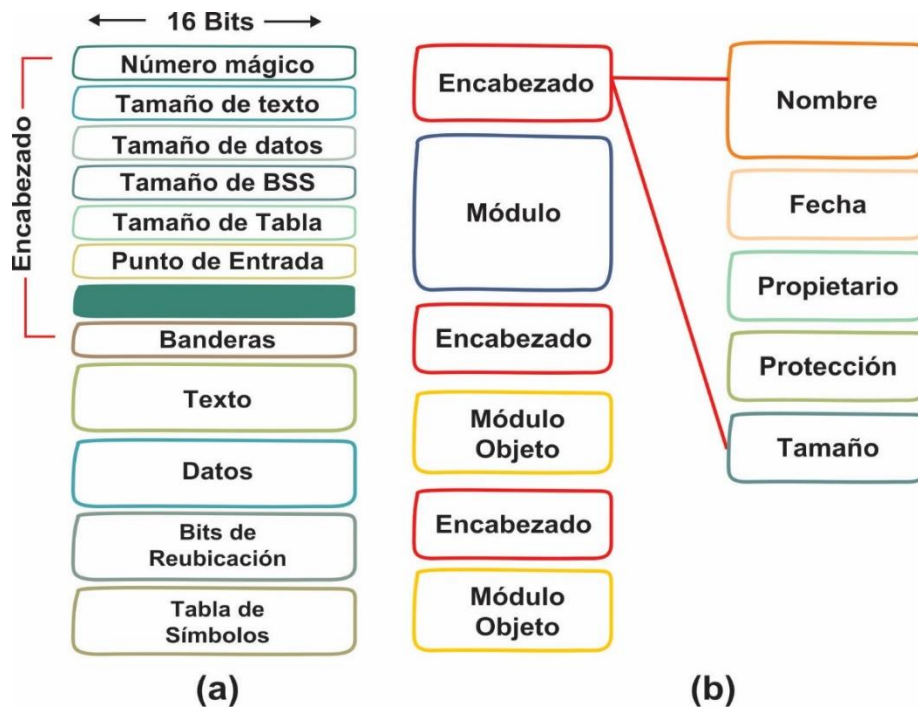 16 Bits
Encabezado
Número mágico
Tamaño de texto
Tamaño de datos
Tamaño de BSS
Tamaño de Tabla
Punto de Entrada
Banderas
Texto
Datos
Bits de
Reubicación
Tabla de
Símbolos
(a)
Encabezado
Módulo
Encabezado
Módulo
Objeto
Encabezado
Módulo
Objeto
Nombre
Fecha
Propietario
Protección
Tamaño
(b)